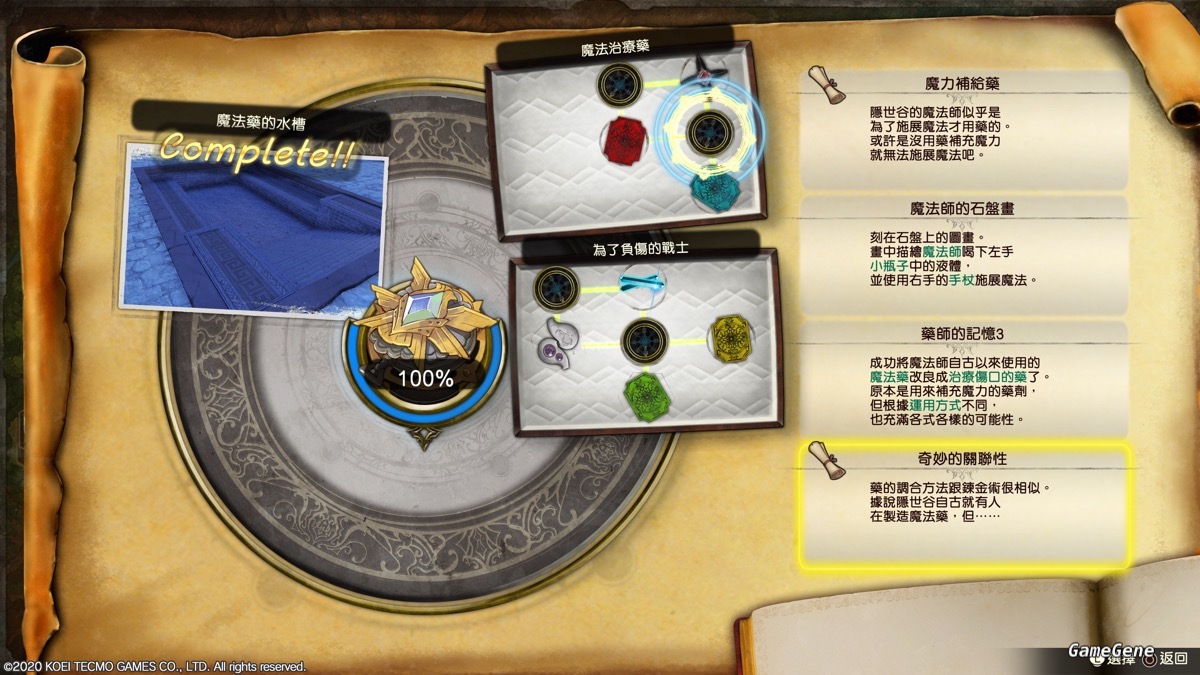 魔法藥的水槽
Complete!!
100%
魔法治療藥
為了負傷的戰士
魔力補給藥
隱世谷的魔法師似乎是
為了施展魔法才用藥的。
或許是沒用藥補充魔力
就無法施展魔法吧。
魔法師的石盤畫
刻在石盤上的圖畫。
畫中描繪魔法師喝下左手
小瓶子中的液體，
並使用右手的手杖施展魔法。
藥師的記憶3
成功將魔法師自古以來使用的
魔法藥改良成治療傷口的藥了。
原本是用來補充魔力的藥劑，
但根據運用方式不同，
也充滿各式各樣的可能性。
奇妙的關聯性
藥的調合方法跟鍊金術很相似。
據說隱世谷自古就有人
在製造魔法藥，但⋯⋯
©2020 KOEI TECMO GAMES CO., LTD. All rights reserved.
GameGene
L 選擇 ○ 返回